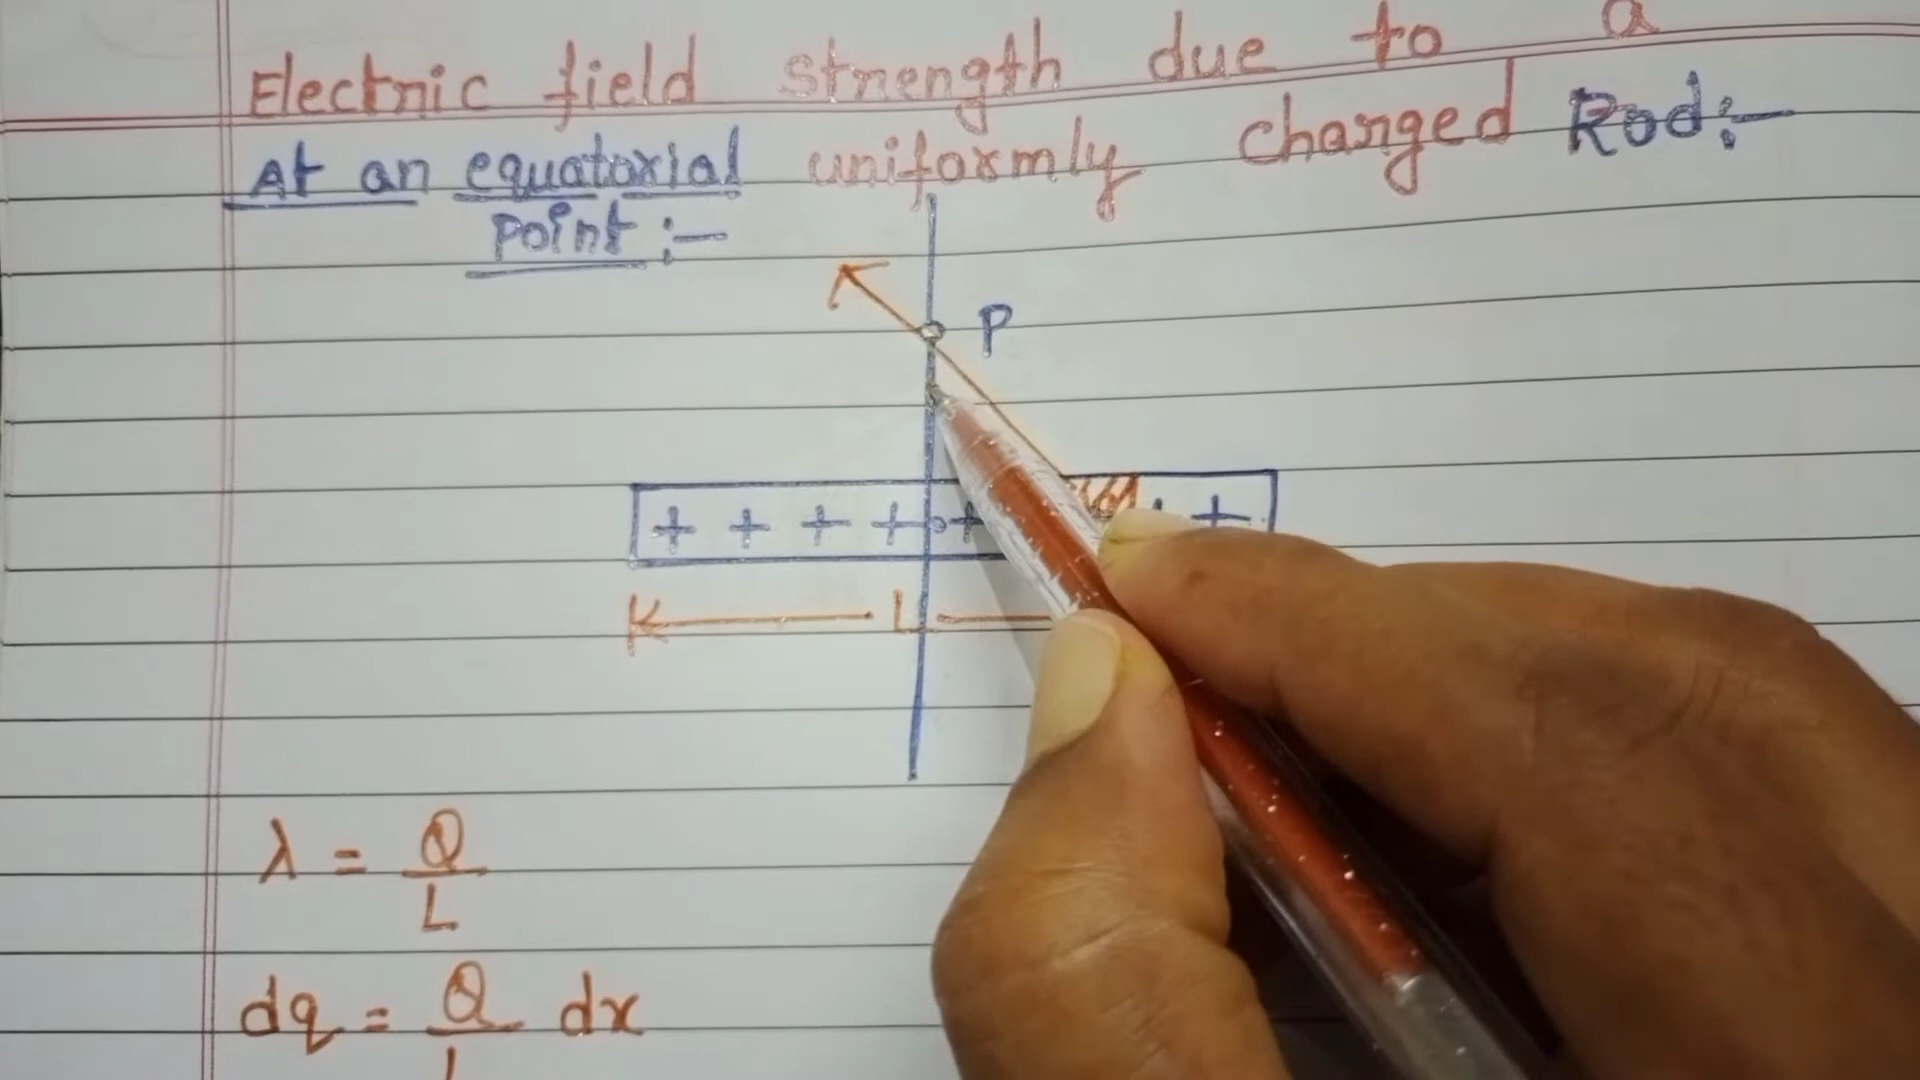 Electric field strength due to a
At an equatorial uniformly charged Rod:-
point :-
P
+ + + + + +
L
λ = Q/L
dq = Q/L dx